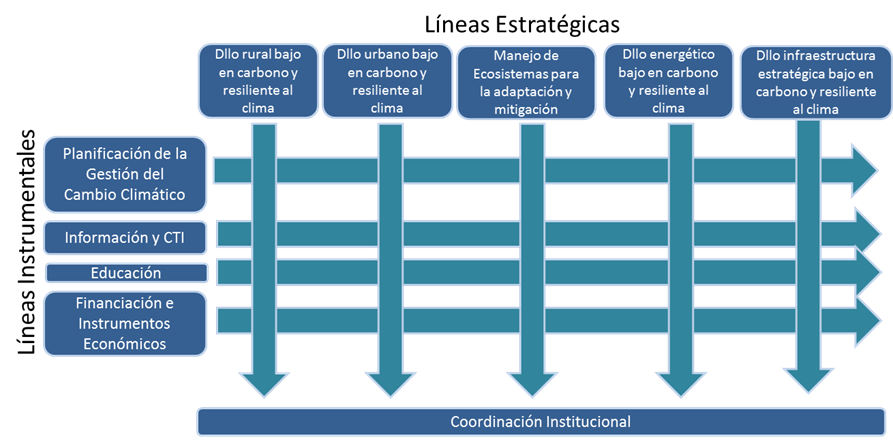 Líneas Estratégicas
Dllo rural bajo
en carbono y
resiliente al
clima
Dllo urbano bajo
en carbono y
resiliente al
clima
Manejo de
Ecosistemas para
la adaptación y
mitigación
Dllo energético
bajo en carbono
y resiliente al
clima
Dllo infraestructura
estratégica bajo en
carbono y resiliente
al clima
Líneas Instrumentales
Planificación de la
Gestión del
Cambio Climático
Información y CTI
Educación
Financiación e
Instrumentos
Económicos
Coordinación Institucional